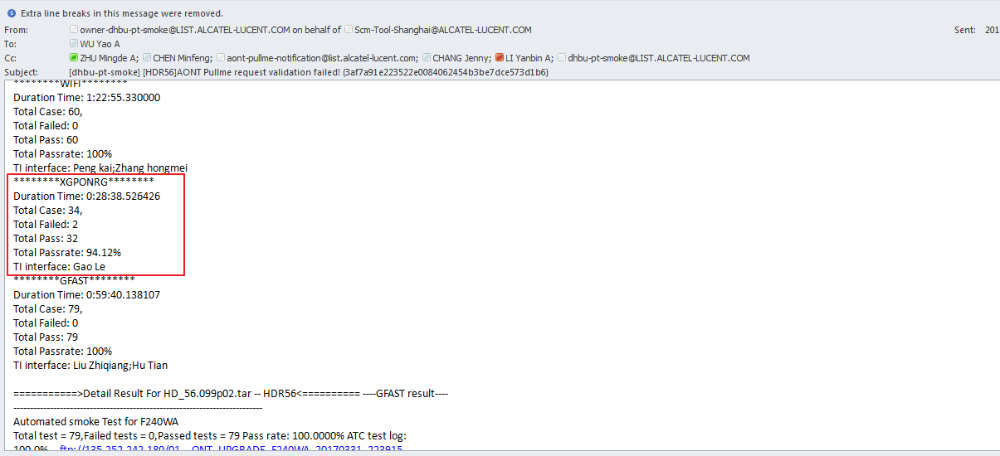 Extra line breaks in this message were removed.
From: owner-dhbu-pt-smoke@LIST.ALCATEL-LUCENT.COM on behalf of Scm-Tool-Shanghai@ALCATEL-LUCENT.COM Sent: 201
To: WU Yao A
Cc: ZHU Mingde A; CHEN Minfeng; aont-pullme-notification@list.alcatel-lucent.com; CHANG Jenny; LI Yanbin A; dhbu-pt-smoke@LIST.ALCATEL-LUCENT.COM
Subject: [dhbu-pt-smoke] [HDR56]AONT Pullme request validation failed! (3af7a91e223522e0084062454b3be7dce573d1b6)
********WIFI********
Duration Time: 1:22:55.330000
Total Case: 60,
Total Failed: 0
Total Pass: 60
Total Passrate: 100%
TI interface: Peng kai;Zhang hongmei
********XGPONRG********
Duration Time: 0:28:38.526426
Total Case: 34,
Total Failed: 2
Total Pass: 32
Total Passrate: 94.12%
TI interface: Gao Le
********GFAST********
Duration Time: 0:59:40.138107
Total Case: 79,
Total Failed: 0
Total Pass: 79
Total Passrate: 100%
TI interface: Liu Zhiqiang;Hu Tian
===========>Detail Result For HD_56.099p02.tar -- HDR56<========== ----GFAST result----
---------------------------------------------------------------------------
Automated smoke Test for F240WA
Total test = 79,Failed tests = 0,Passed tests = 79 Pass rate: 100.0000% ATC test log:
100.0% ftp://135.252.242.180/01__ONT_UPGRADE_F240WA_20170331_223915